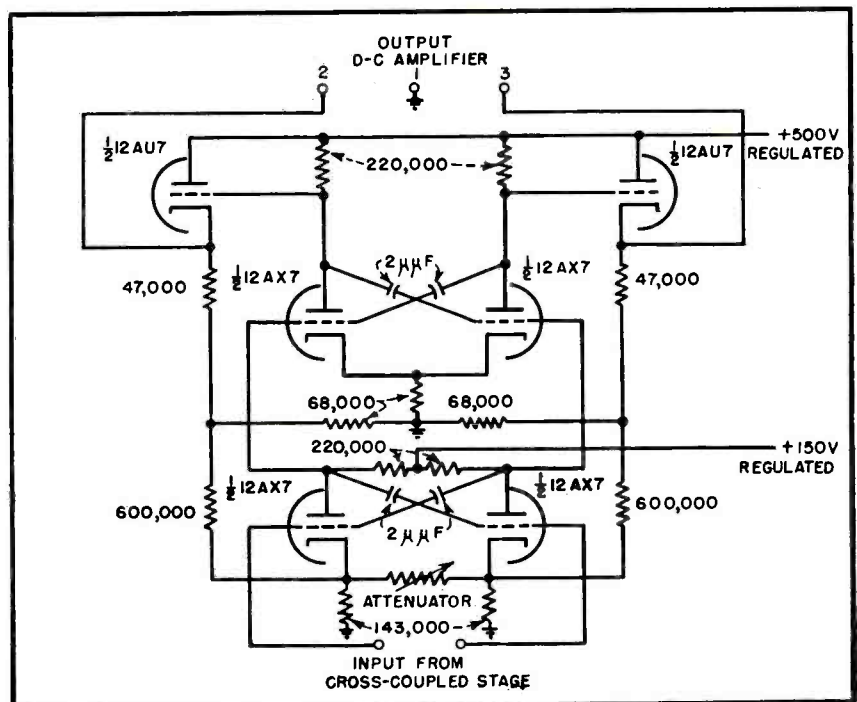 OUTPUT
D-C AMPLIFIER
2 1 3
+500V
REGULATED
½12AU7
½12AU7
220,000
2μμF
47,000
½12AX7
½12AX7
47,000
68,000
68,000
220,000
+150V
REGULATED
½12AX7
½12AX7
600,000
2μμF
600,000
ATTENUATOR
143,000
INPUT FROM
CROSS-COUPLED STAGE